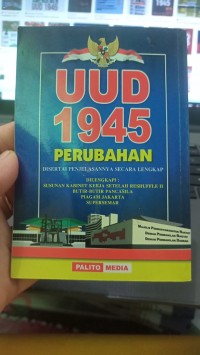 UUD
1945
PERUBAHAN
DISERTAI PENJELASANNYA SECARA LENGKAP
DILENGKAPI :
SUSUNAN KABINET KERJA SETELAH RESHUFFLE II
BUTIR-BUTIR PANCASILA
PIAGAM JAKARTA
SUPERSEMAR
PALITO MEDIA